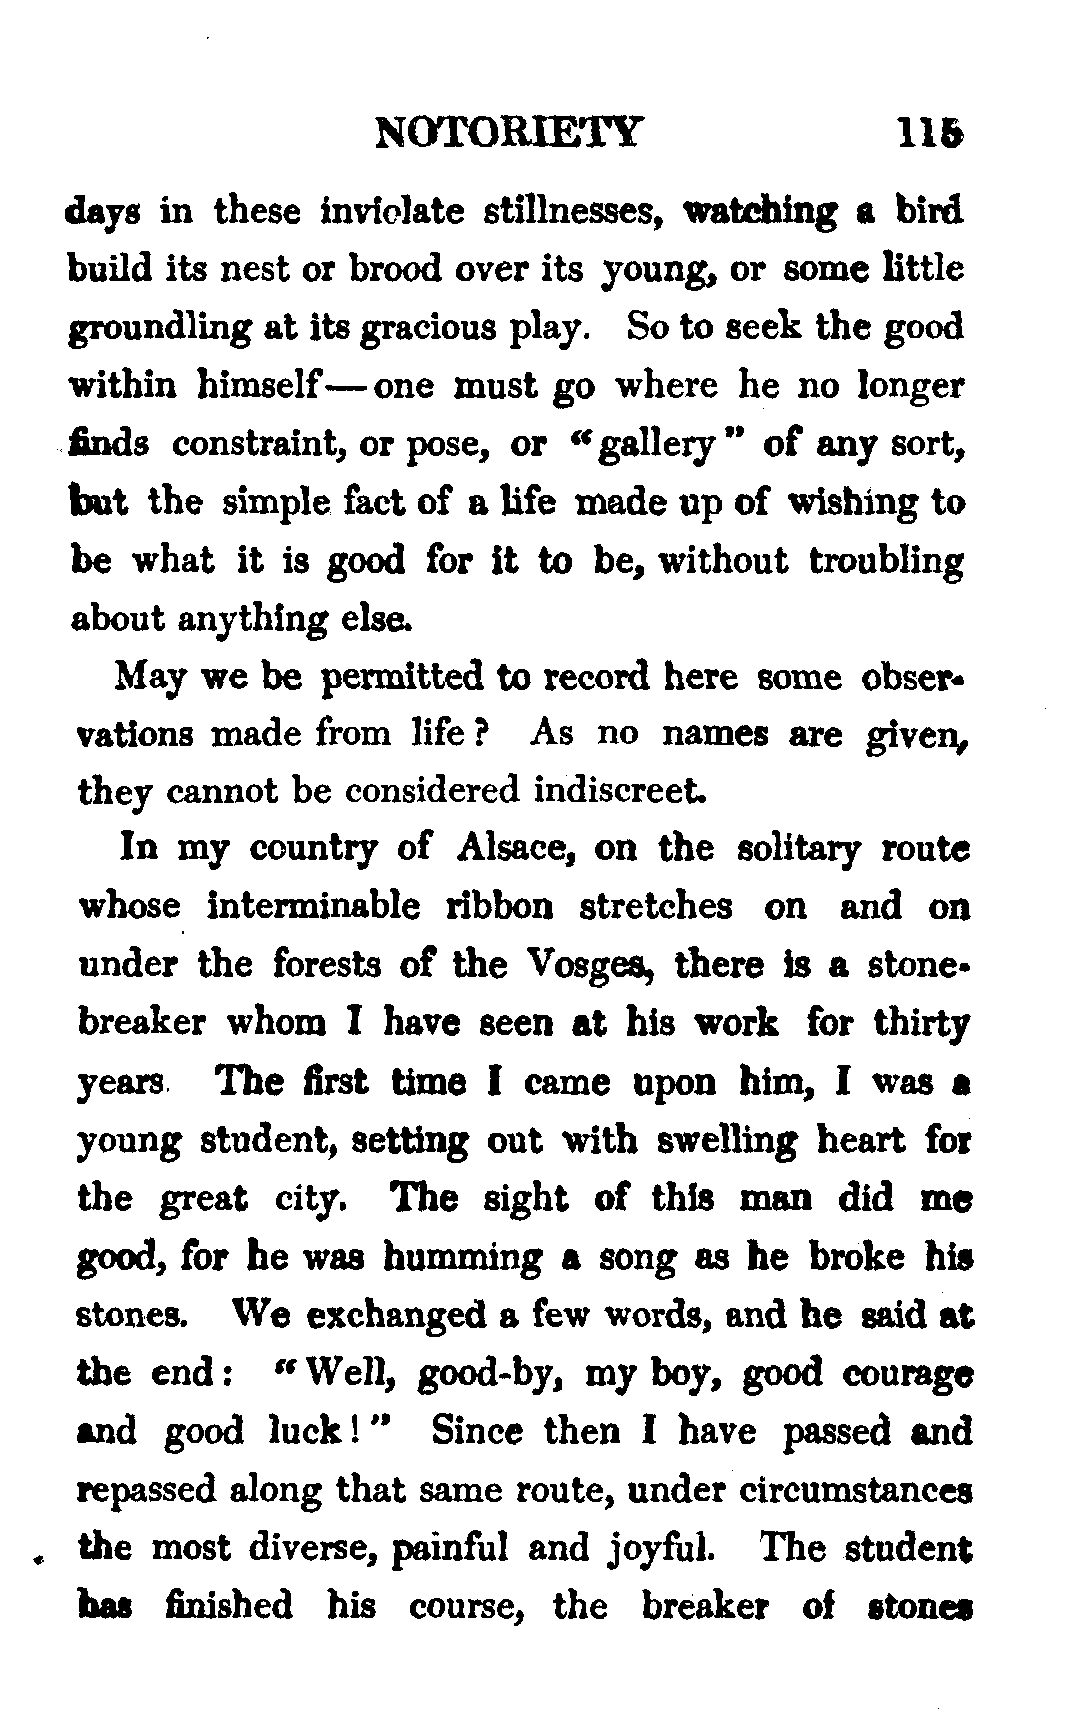 NOTORIETY 115
days in these inviolate stillnesses, watching a bird
build its nest or brood over its young, or some little
groundling at its gracious play. So to seek the good
within himself—one must go where he no longer
finds constraint, or pose, or “gallery” of any sort,
but the simple fact of a life made up of wishing to
be what it is good for it to be, without troubling
about anything else.
May we be permitted to record here some obser-
vations made from life? As no names are given,
they cannot be considered indiscreet.
In my country of Alsace, on the solitary route
whose interminable ribbon stretches on and on
under the forests of the Vosges, there is a stone-
breaker whom I have seen at his work for thirty
years. The first time I came upon him, I was a
young student, setting out with swelling heart for
the great city. The sight of this man did me
good, for he was humming a song as he broke his
stones. We exchanged a few words, and he said at
the end: “Well, good-by, my boy, good courage
and good luck!” Since then I have passed and
repassed along that same route, under circumstances
the most diverse, painful and joyful. The student
has finished his course, the breaker of stones